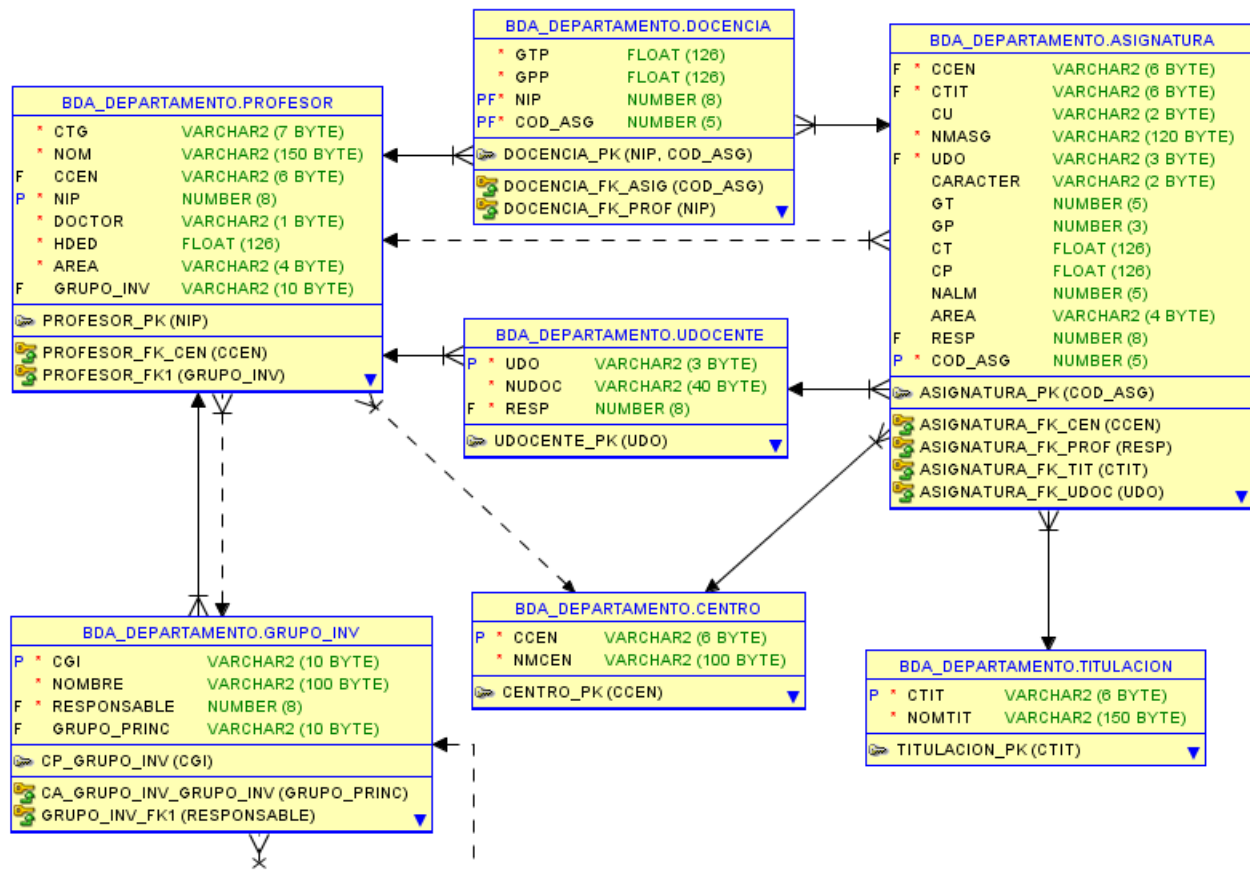 BDA_DEPARTAMENTO.DOCENCIA
* GTP FLOAT (126)
* GPP FLOAT (126)
PF* NIP NUMBER (8)
PF* COD_ASG NUMBER (5)
DOCENCIA_PK (NIP, COD_ASG)
DOCENCIA_FK_ASIG (COD_ASG)
DOCENCIA_FK_PROF (NIP)
BDA_DEPARTAMENTO.ASIGNATURA
F * CCEN VARCHAR2 (6 BYTE)
F * CTIT VARCHAR2 (6 BYTE)
CU VARCHAR2 (2 BYTE)
* NMASG VARCHAR2 (120 BYTE)
F * UDO VARCHAR2 (3 BYTE)
CARACTER VARCHAR2 (2 BYTE)
GT NUMBER (5)
GP NUMBER (3)
CT FLOAT (126)
CP FLOAT (126)
NALM NUMBER (5)
AREA VARCHAR2 (4 BYTE)
F RESP NUMBER (8)
P * COD_ASG NUMBER (5)
ASIGNATURA_PK (COD_ASG)
ASIGNATURA_FK_CEN (CCEN)
ASIGNATURA_FK_PROF (RESP)
ASIGNATURA_FK_TIT (CTIT)
ASIGNATURA_FK_UDOC (UDO)
BDA_DEPARTAMENTO.PROFESOR
* CTG VARCHAR2 (7 BYTE)
* NOM VARCHAR2 (150 BYTE)
F CCEN VARCHAR2 (6 BYTE)
P * NIP NUMBER (8)
* DOCTOR VARCHAR2 (1 BYTE)
* HDED FLOAT (126)
* AREA VARCHAR2 (4 BYTE)
F GRUPO_INV VARCHAR2 (10 BYTE)
PROFESOR_PK (NIP)
PROFESOR_FK_CEN (CCEN)
PROFESOR_FK1 (GRUPO_INV)
BDA_DEPARTAMENTO.UDOCENTE
P * UDO VARCHAR2 (3 BYTE)
* NUDOC VARCHAR2 (40 BYTE)
F * RESP NUMBER (8)
UDOCENTE_PK (UDO)
BDA_DEPARTAMENTO.CENTRO
P * CCEN VARCHAR2 (6 BYTE)
* NMCEN VARCHAR2 (100 BYTE)
CENTRO_PK (CCEN)
BDA_DEPARTAMENTO.GRUPO_INV
P * CGI VARCHAR2 (10 BYTE)
* NOMBRE VARCHAR2 (100 BYTE)
F * RESPONSABLE NUMBER (8)
F GRUPO_PRINC VARCHAR2 (10 BYTE)
CP_GRUPO_INV (CGI)
CA_GRUPO_INV_GRUPO_INV (GRUPO_PRINC)
GRUPO_INV_FK1 (RESPONSABLE)
BDA_DEPARTAMENTO.TITULACION
P * CTIT VARCHAR2 (6 BYTE)
* NOMTIT VARCHAR2 (150 BYTE)
TITULACION_PK (CTIT)